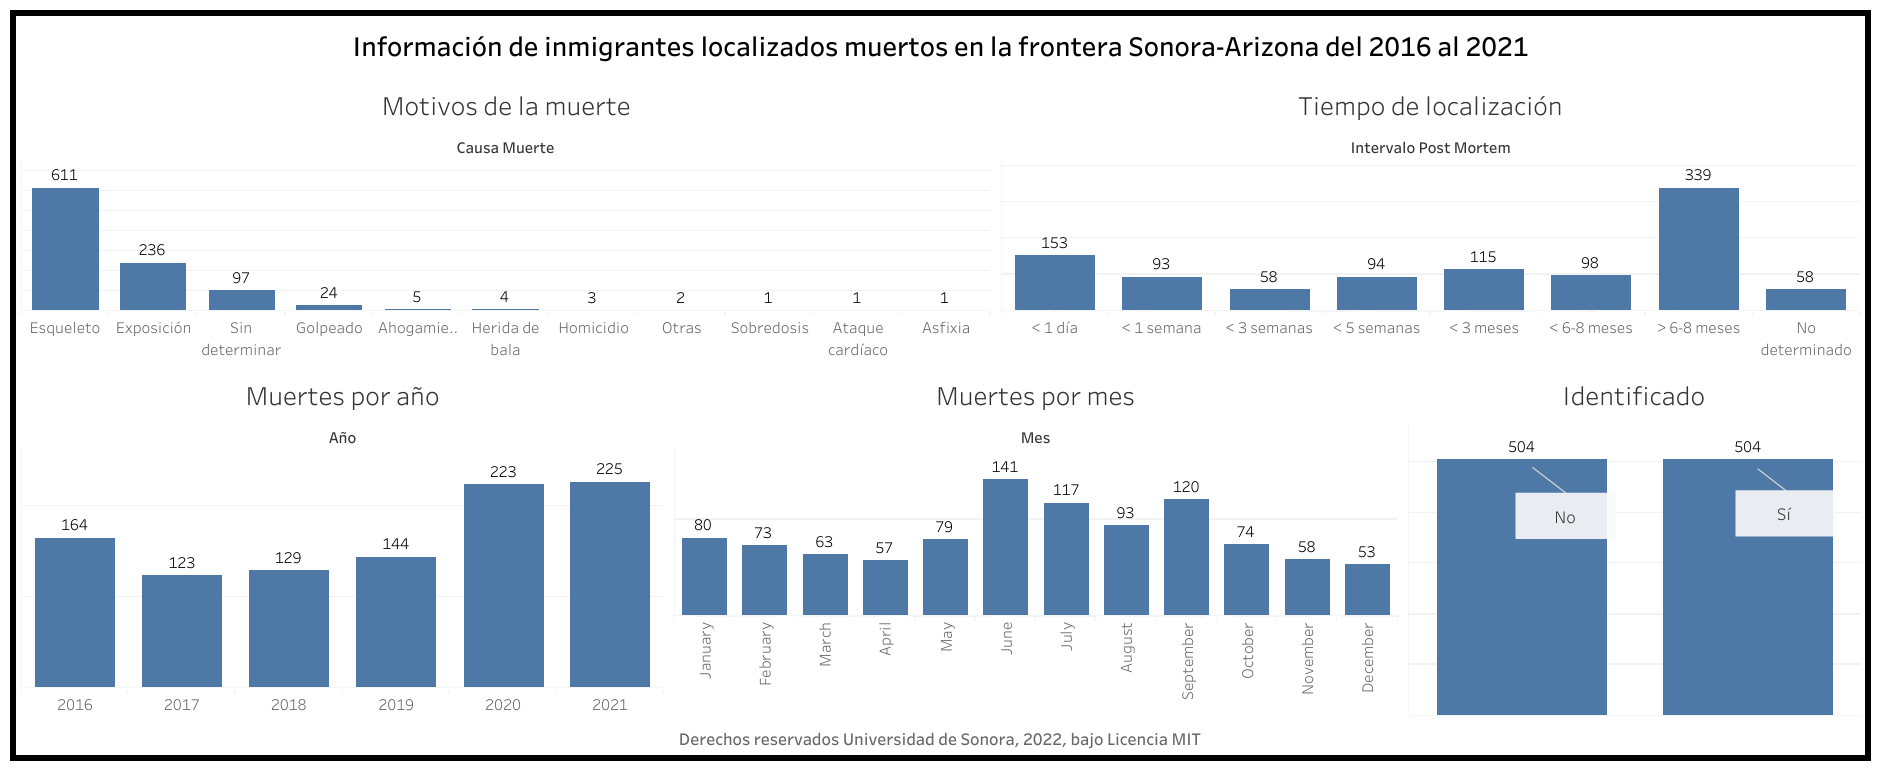 Información de inmigrantes localizados muertos en la frontera Sonora-Arizona del 2016 al 2021
Motivos de la muerte
Causa Muerte
611 236 97 24 5 4 3 2 1 1 1
Esqueleto Exposición Sin determinar Golpeado Ahogamie.. Herida de bala Homicidio Otras Sobredosis Ataque cardíaco Asfixia
Tiempo de localización
Intervalo Post Mortem
153 93 58 94 115 98 339 58
< 1 día < 1 semana < 3 semanas < 5 semanas < 3 meses < 6-8 meses > 6-8 meses No determinado
Muertes por año
Año
164 123 129 144 223 225
2016 2017 2018 2019 2020 2021
Muertes por mes
Mes
80 73 63 57 79 141 117 93 120 74 58 53
January February March April May June July August September October November December
Identificado
504 504
No Sí
Derechos reservados Universidad de Sonora, 2022, bajo Licencia MIT